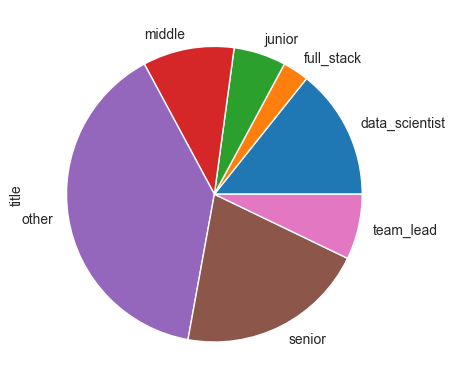 middle
junior
full_stack
data_scientist
title
other
team_lead
senior